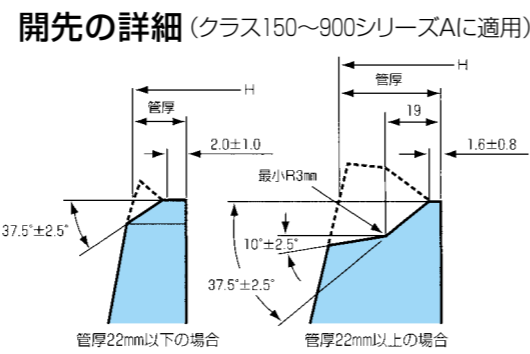 開先の詳細(クラス150～900シリーズAに適用)
H
管厚
2.0±1.0
37.5°±2.5°
管厚22mm以下の場合
H
管厚
19
1.6±0.8
最小R3mm
10°±2.5°
37.5°±2.5°
管厚22mm以上の場合